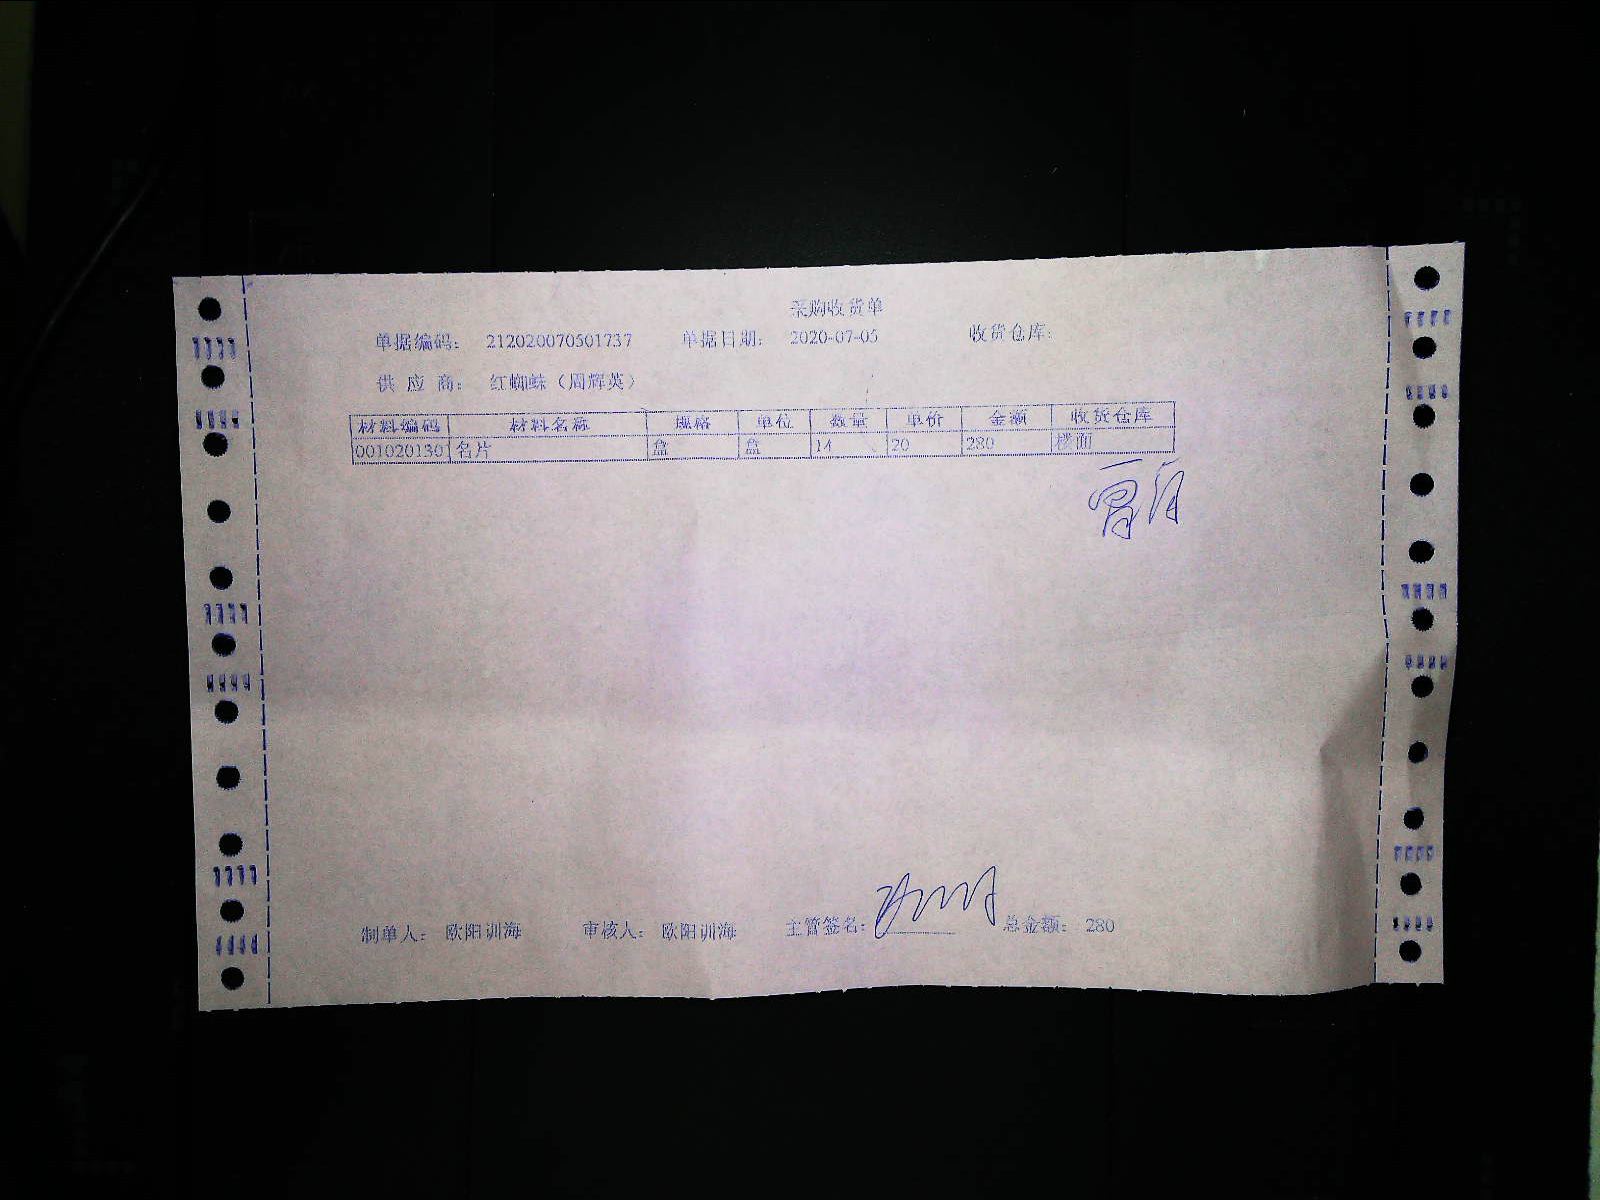 采购收货单
单据编码: 212020070501737 单据日期: 2020-07-05 收货仓库:
供 应 商: 红蜘蛛（周辉英）
材料编码 材料名称 规格 单位 数量 单价 金额 收货仓库
001020130 名片 盒 盒 14 20 280 楼面
制单人: 欧阳训海 审核人: 欧阳训海 主管签名: 总金额: 280